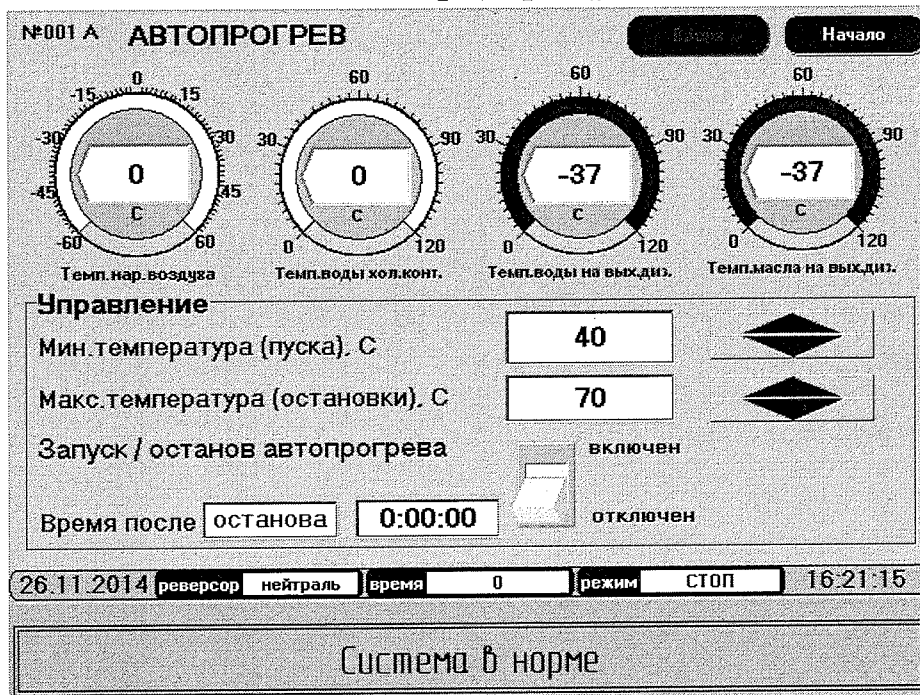 №001 А АВТОПРОГРЕВ Начало
0 60 60 60
-15 15
-30 30 30 90 30 90 30 90
0 0 -37 -37
-45 45
С С С С
-60 60 0 120 0 120 0 120
Темп.нар.воздуха Темп.воды хол.конт. Темп.воды на вых.диз. Темп.масла на вых.диз.
Управление
Мин.температура (пуска), С 40
Макс.температура (остановки), С 70
Запуск / останов автопрогрева включен
Время после останова 0:00:00 отключен
26.11.2014 реверсор нейтраль время 0 режим СТОП 16:21:15
Система в норме